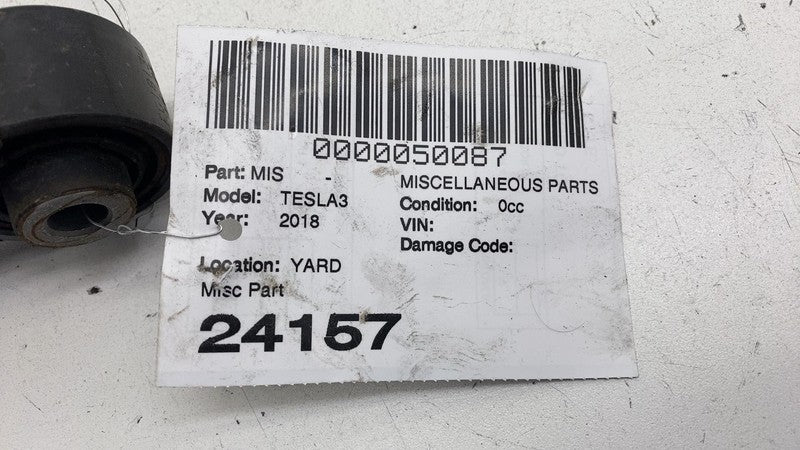 0000050087
Part: MIS - MISCELLANEOUS PARTS
Model: TESLA3 Condition: 0cc
Year: 2018 VIN:
Damage Code:
Location: YARD
Misc Part
24157